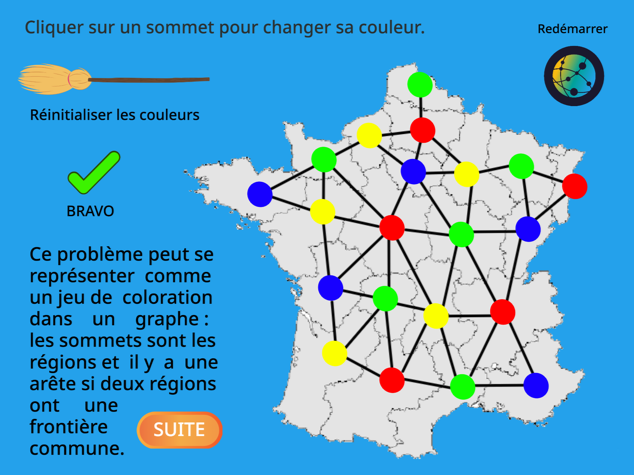 Cliquer sur un sommet pour changer sa couleur.
Redémarrer
Réinitialiser les couleurs
BRAVO
Ce problème peut se
représenter comme
un jeu de coloration
dans un graphe :
les sommets sont les
régions et il y a une
arête si deux régions
ont une
frontière
commune.
SUITE